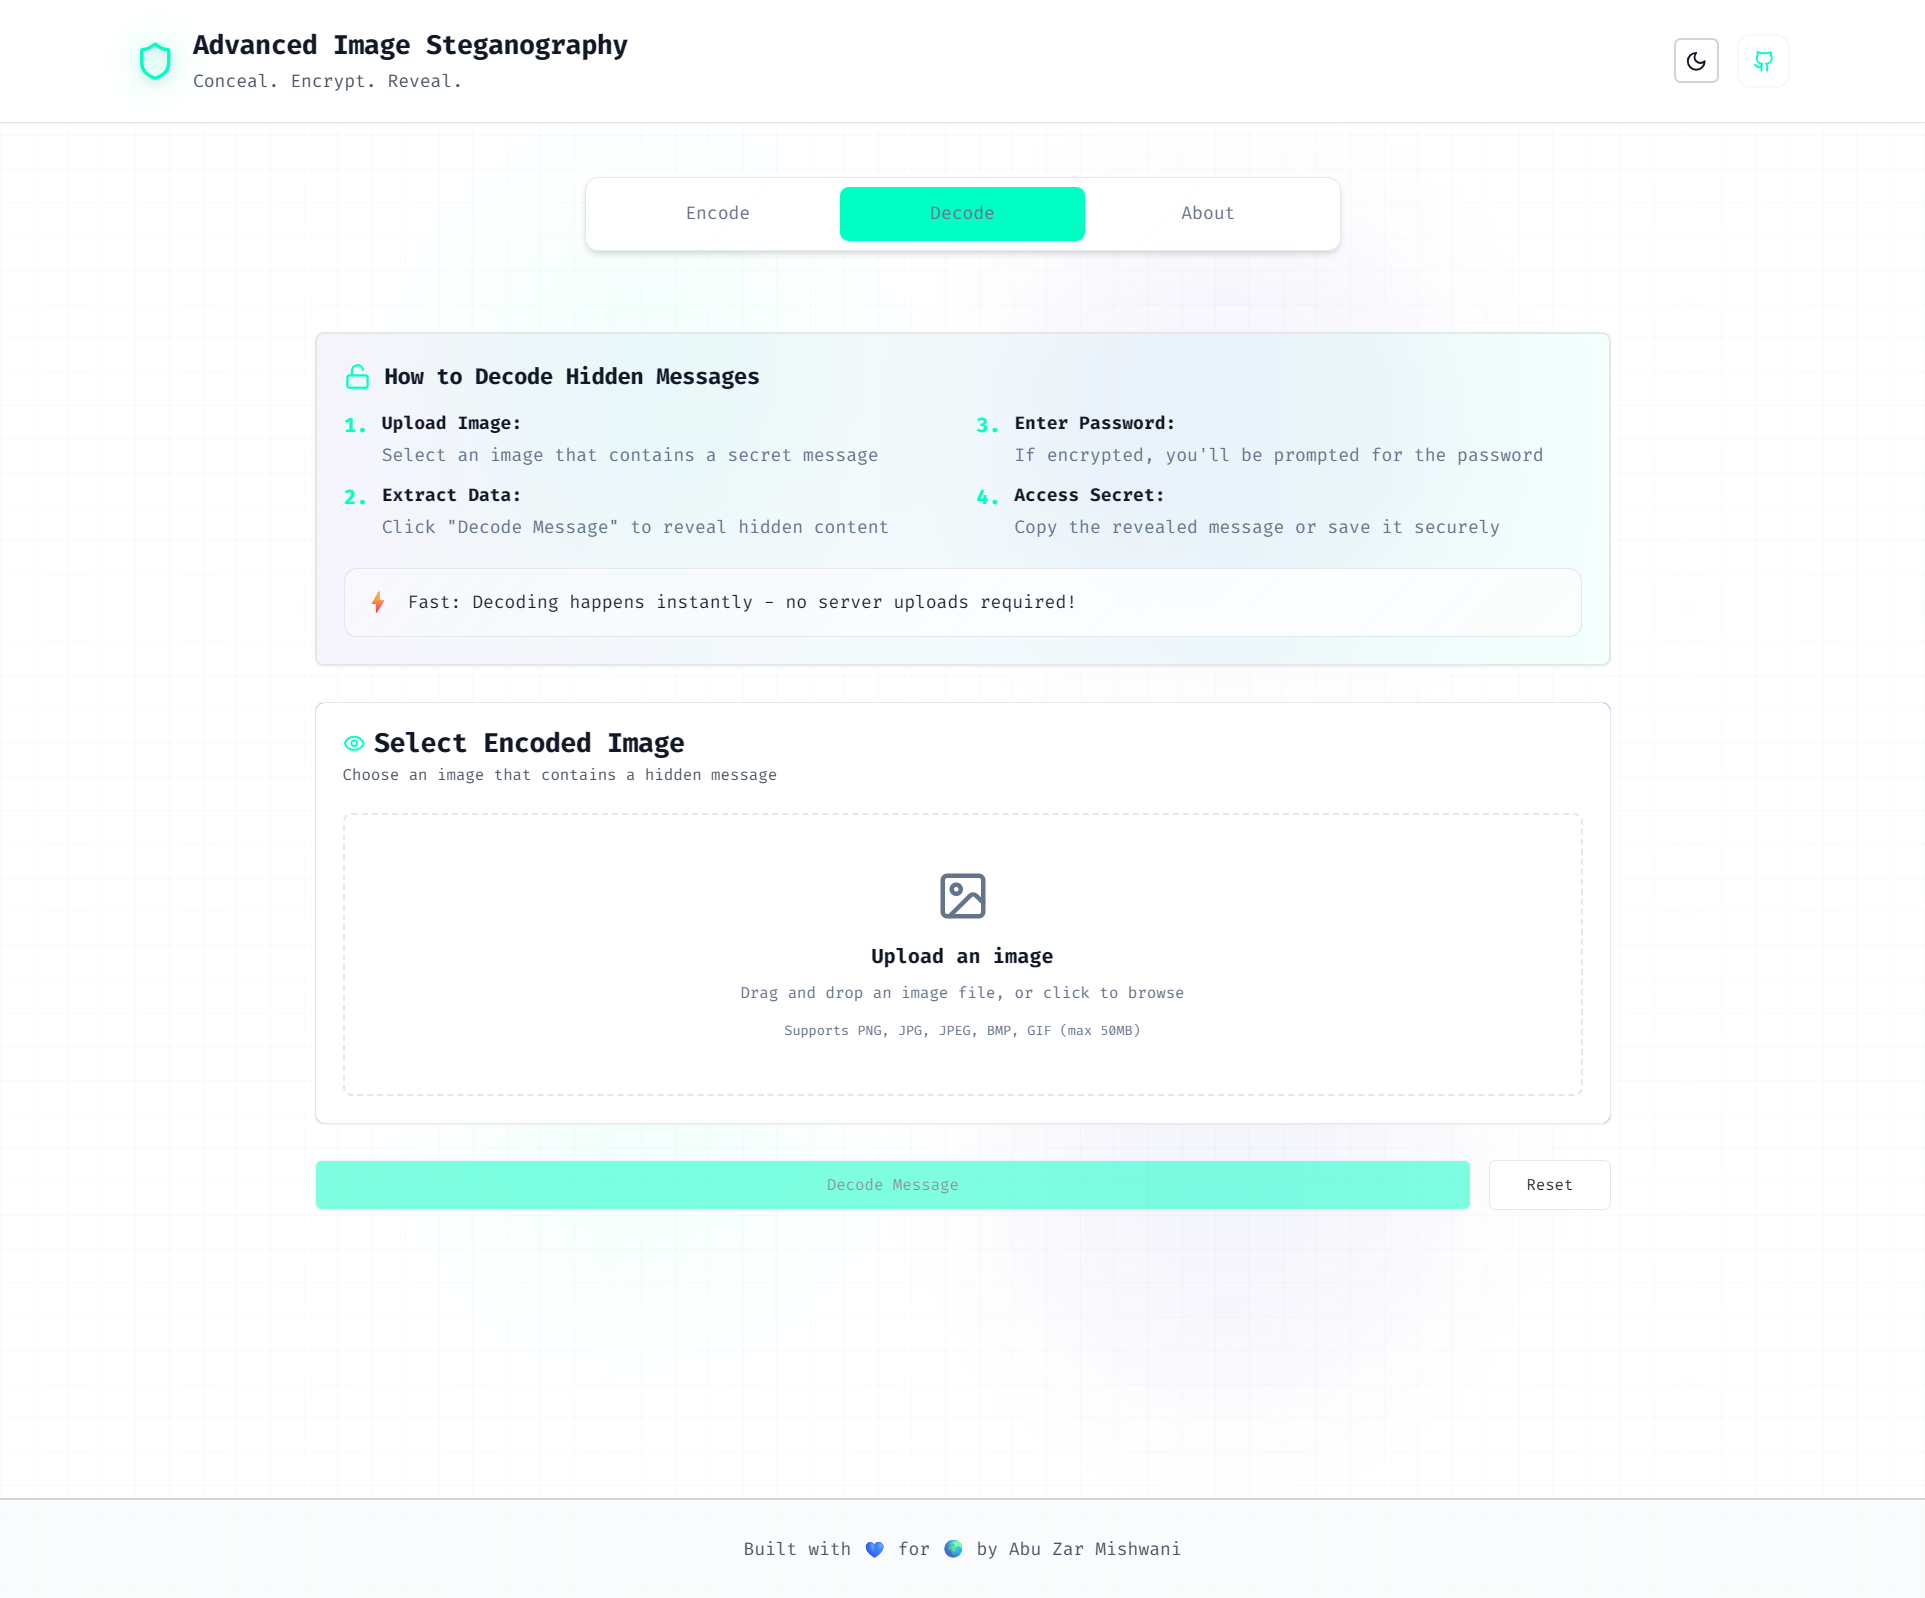 Advanced Image Steganography
Conceal. Encrypt. Reveal.
Encode
Decode
About
How to Decode Hidden Messages
1. Upload Image:
Select an image that contains a secret message
2. Extract Data:
Click "Decode Message" to reveal hidden content
3. Enter Password:
If encrypted, you'll be prompted for the password
4. Access Secret:
Copy the revealed message or save it securely
Fast: Decoding happens instantly - no server uploads required!
Select Encoded Image
Choose an image that contains a hidden message
Upload an image
Drag and drop an image file, or click to browse
Supports PNG, JPG, JPEG, BMP, GIF (max 50MB)
Decode Message
Reset
Built with 💙 for 🌍 by Abu Zar Mishwani